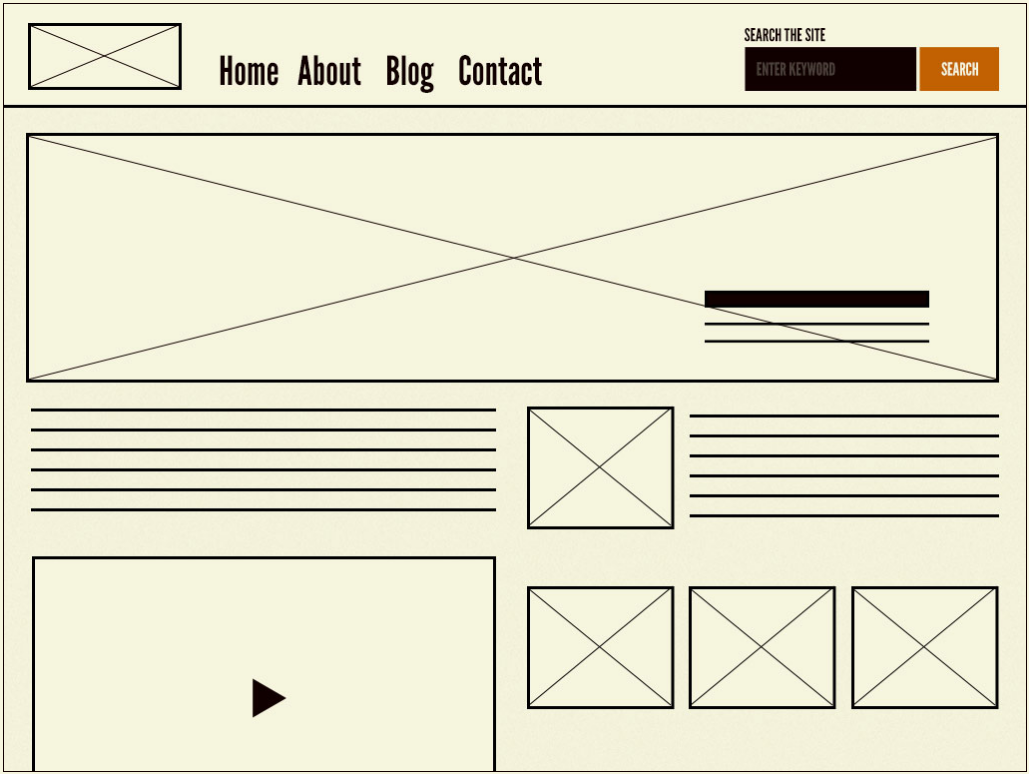 SEARCH THE SITE
Home About Blog Contact
ENTER KEYWORD SEARCH